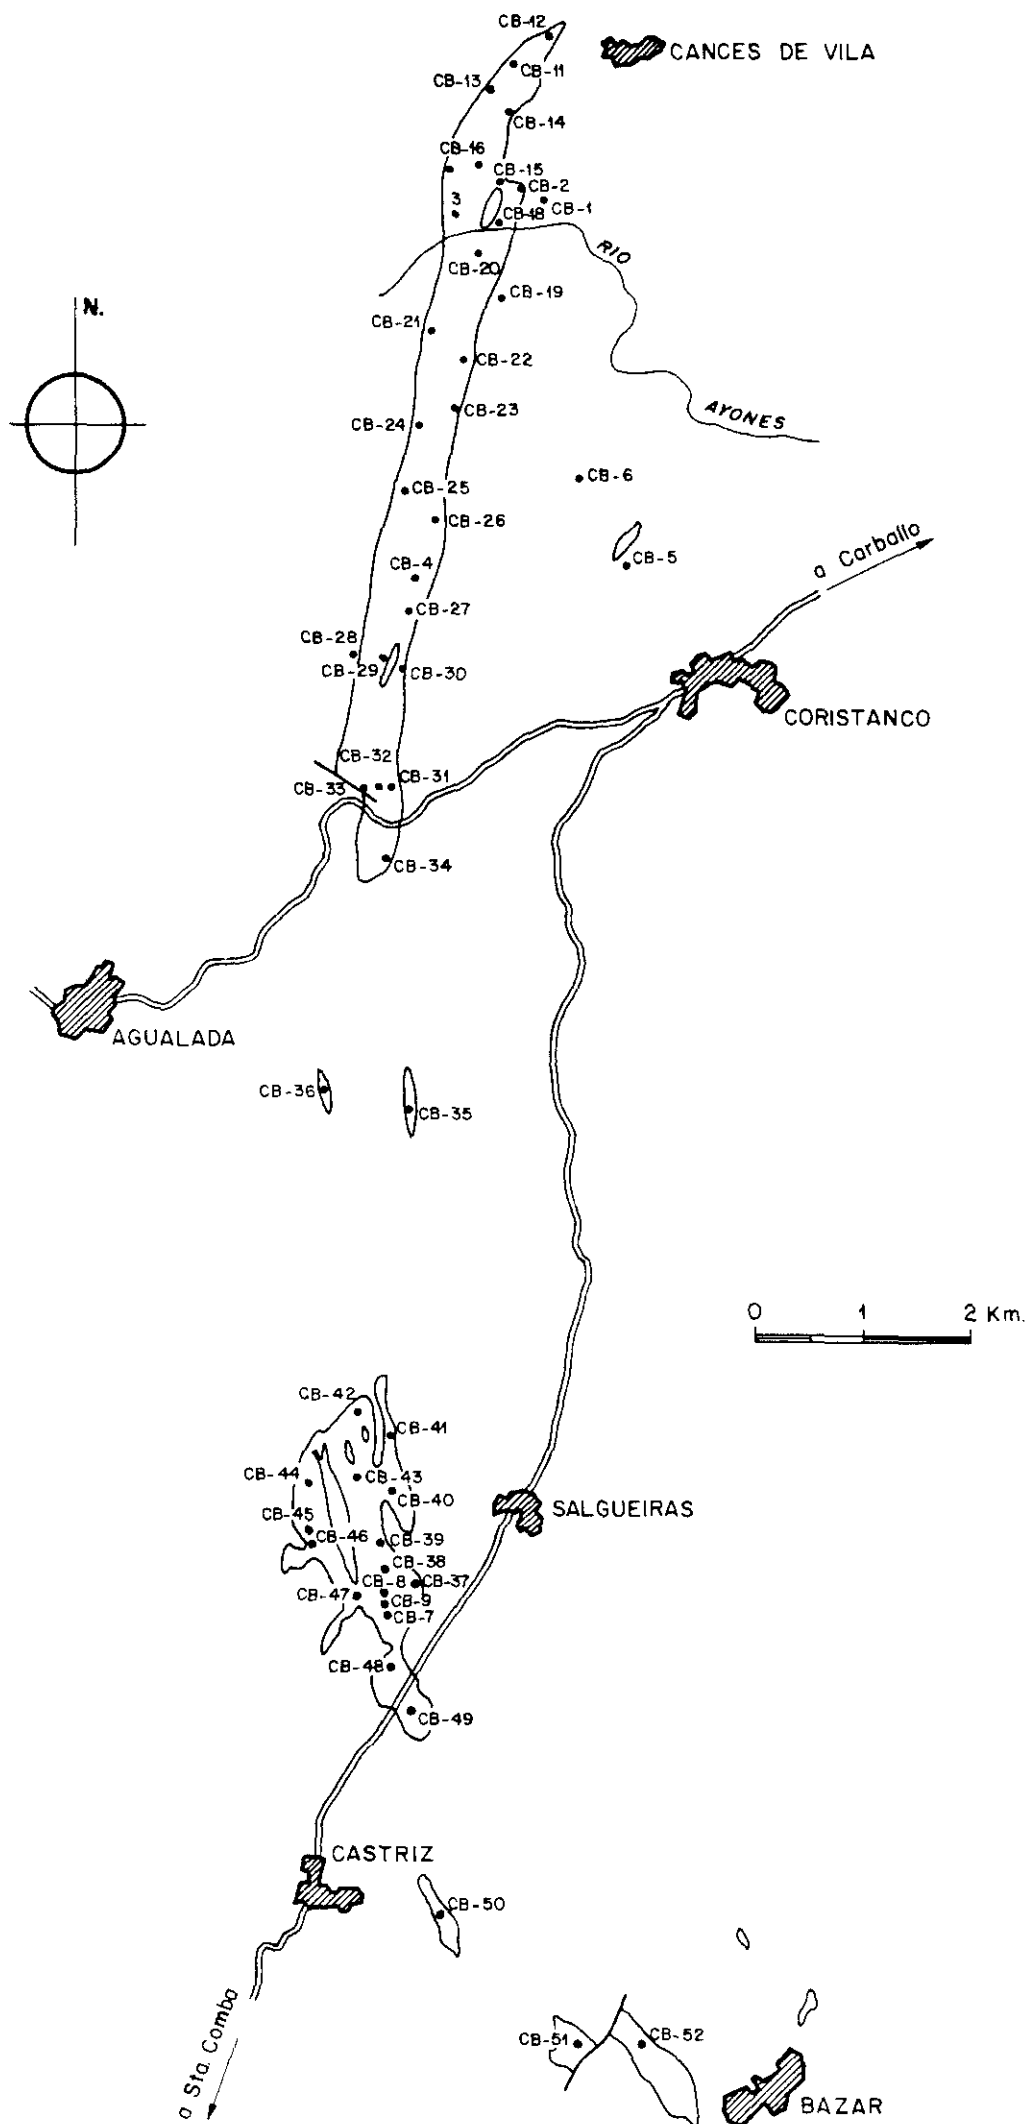 CB-12
CANCES DE VILA
CB-11
CB-13
CB-14
CB-16
CB-15
CB-2
CB-1
3
CB-18
RIO
CB-20
CB-19
N.
CB-21
CB-22
CB-23
AYONES
CB-24
CB-6
CB-25
CB-26
a Carballo
CB-5
CB-4
CB-27
CB-28
CB-29
CB-30
CORISTANCO
CB-32
CB-31
CB-33
CB-34
AGUALADA
CB-36
CB-35
0 1 2 Km.
CB-42
CB-41
CB-44
CB-43
CB-40
SALGUEIRAS
CB-45
CB-46
CB-39
CB-38
CB-8
CB-37
CB-47
CB-9
CB-7
CB-48
CB-49
CASTRIZ
CB-50
a Sta. Comba
CB-51
CB-52
BAZAR